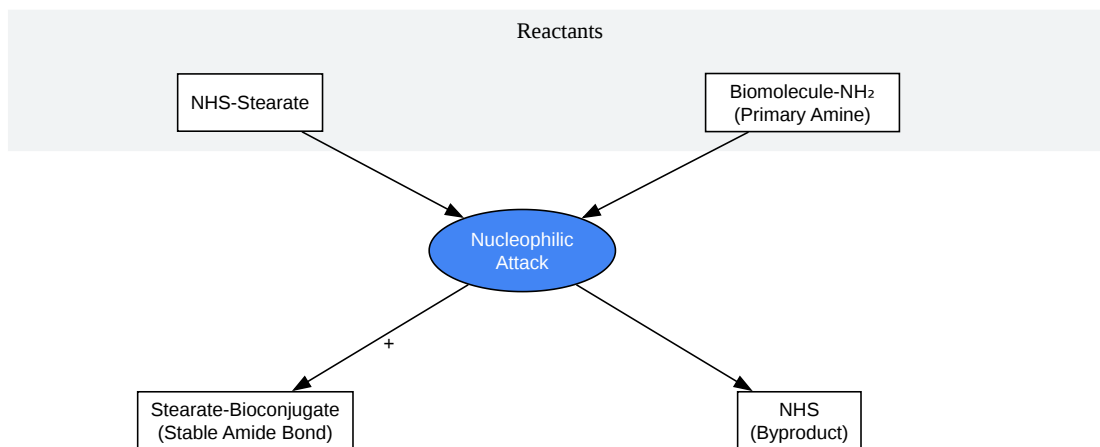 Reactants
NHS-Stearate
Biomolecule-NH₂
(Primary Amine)
Nucleophilic
Attack
+
Stearate-Bioconjugate
(Stable Amide Bond)
NHS
(Byproduct)